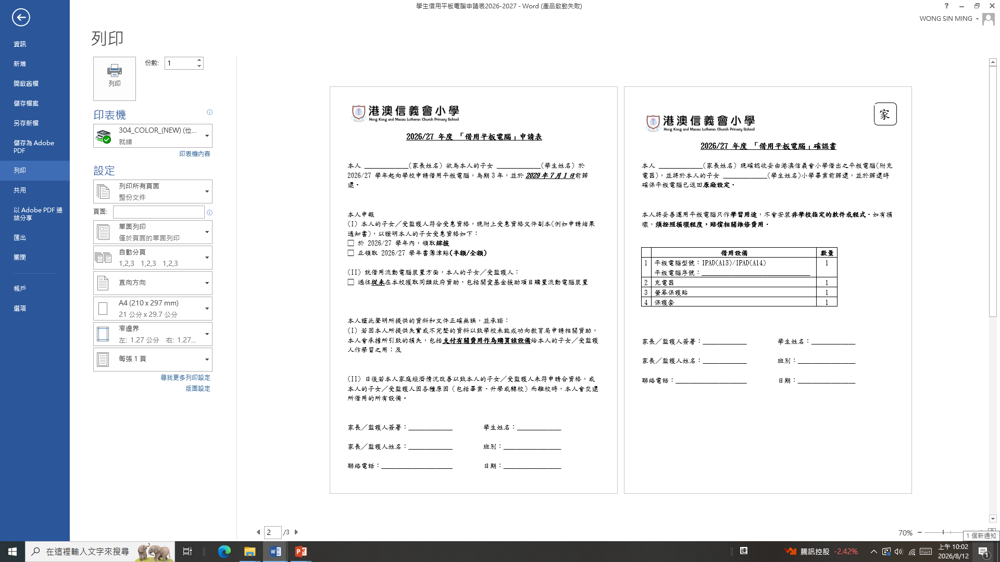 學生借用平板電腦申請表2026-2027 - Word (產品啟動失敗)
?
WONG SIN MING
資訊
新增
開啟舊檔
儲存檔案
另存新檔
儲存為 Adobe
PDF
列印
共用
以 Adobe PDF 連
結分享
匯出
關閉
帳戶
選項
列印
列印
份數:
1
印表機
304_COLOR_(NEW) (位...
就緒
印表機內容
設定
列印所有頁面
整份文件
頁面:
單面列印
僅於頁面的單面列印
自動分頁
1,2,3 1,2,3 1,2,3
直向方向
A4 (210 x 297 mm)
21 公分 x 29.7 公分
窄邊界
左: 1.27 公分 右: 1.27...
每張 1 頁
尋找更多列印設定
版面設定
港澳信義會小學
Hong Kong and Macau Lutheran Church Primary School
2026/27 年度 「借用平板電腦」申請表
本人 _____________(家長姓名) 欲為本人的子女 _____________(學生姓名) 於
2026/27 學年起向學校申請借用平板電腦，為期 3 年，並於 2029 年 7 月 1 日前歸
還。
本人申報
(I) 本人的子女／受監護人符合受惠資格，現附上受惠資格文件副本(例如申請結果
通知書)，以證明本人的子女受惠資格如下：
□ 於 2026/27 學年內，領取綜援
□ 正領取 2026/27 學年書簿津貼(半額/全額)
(II) 就借用流動電腦裝置方面，本人的子女／受監護人：
□ 過往從未在本校獲取同類政府資助，包括關愛基金援助項目購置流動電腦裝置
本人謹此聲明所提供的資料和文件正確無誤，並承諾：
(I) 若因本人所提供失實或不完整的資料以致學校未能成功向教育局申請相關資助，
本人會承擔所引致的損失，包括支付有關費用作為購買該設備給本人的子女／受監護
人作學習之用；及
(II) 日後若本人家庭經濟情況改善以致本人的子女／受監護人未符申請合資格，或
本人的子女／受監護人因各種原因（包括畢業、升學或轉校）而離校時，本人會交還
所借用的所有設備。
家長／監護人簽署：_____________ 學生姓名：_____________
家長／監護人姓名：_____________ 班別：_________________
聯絡電話：_____________________ 日期：_________________
家
港澳信義會小學
Hong Kong and Macau Lutheran Church Primary School
2026/27 年度 「借用平板電腦」確認書
本人 _____________(家長姓名) 現確認收妥由港澳信義會小學借出之平板電腦(附充
電器)，並將於本人的子女 _____________(學生姓名)小學畢業前歸還，並於歸還時
確保平板電腦已返回原廠設定。
本人將妥善運用平板電腦只作學習用途，不會安裝非學校指定的軟件或程式。如有損
壞，須按照損壞程度，賠償相關維修費用。
借用設備 數量
1 平板電腦型號：IPAD(A13)/IPAD(A14) 1
平板電腦序號：________________________________
2 充電器 1
3 螢幕保護貼 1
4 保護套 1
家長／監護人簽署：_____________ 學生姓名：_____________
家長／監護人姓名：_____________ 班別：_________________
聯絡電話：_____________________ 日期：_________________
2 /3
70%
1 個新通知
在這裡輸入文字來搜尋
速
騰訊控股 -2.42%
上午 10:02
2026/8/12
1